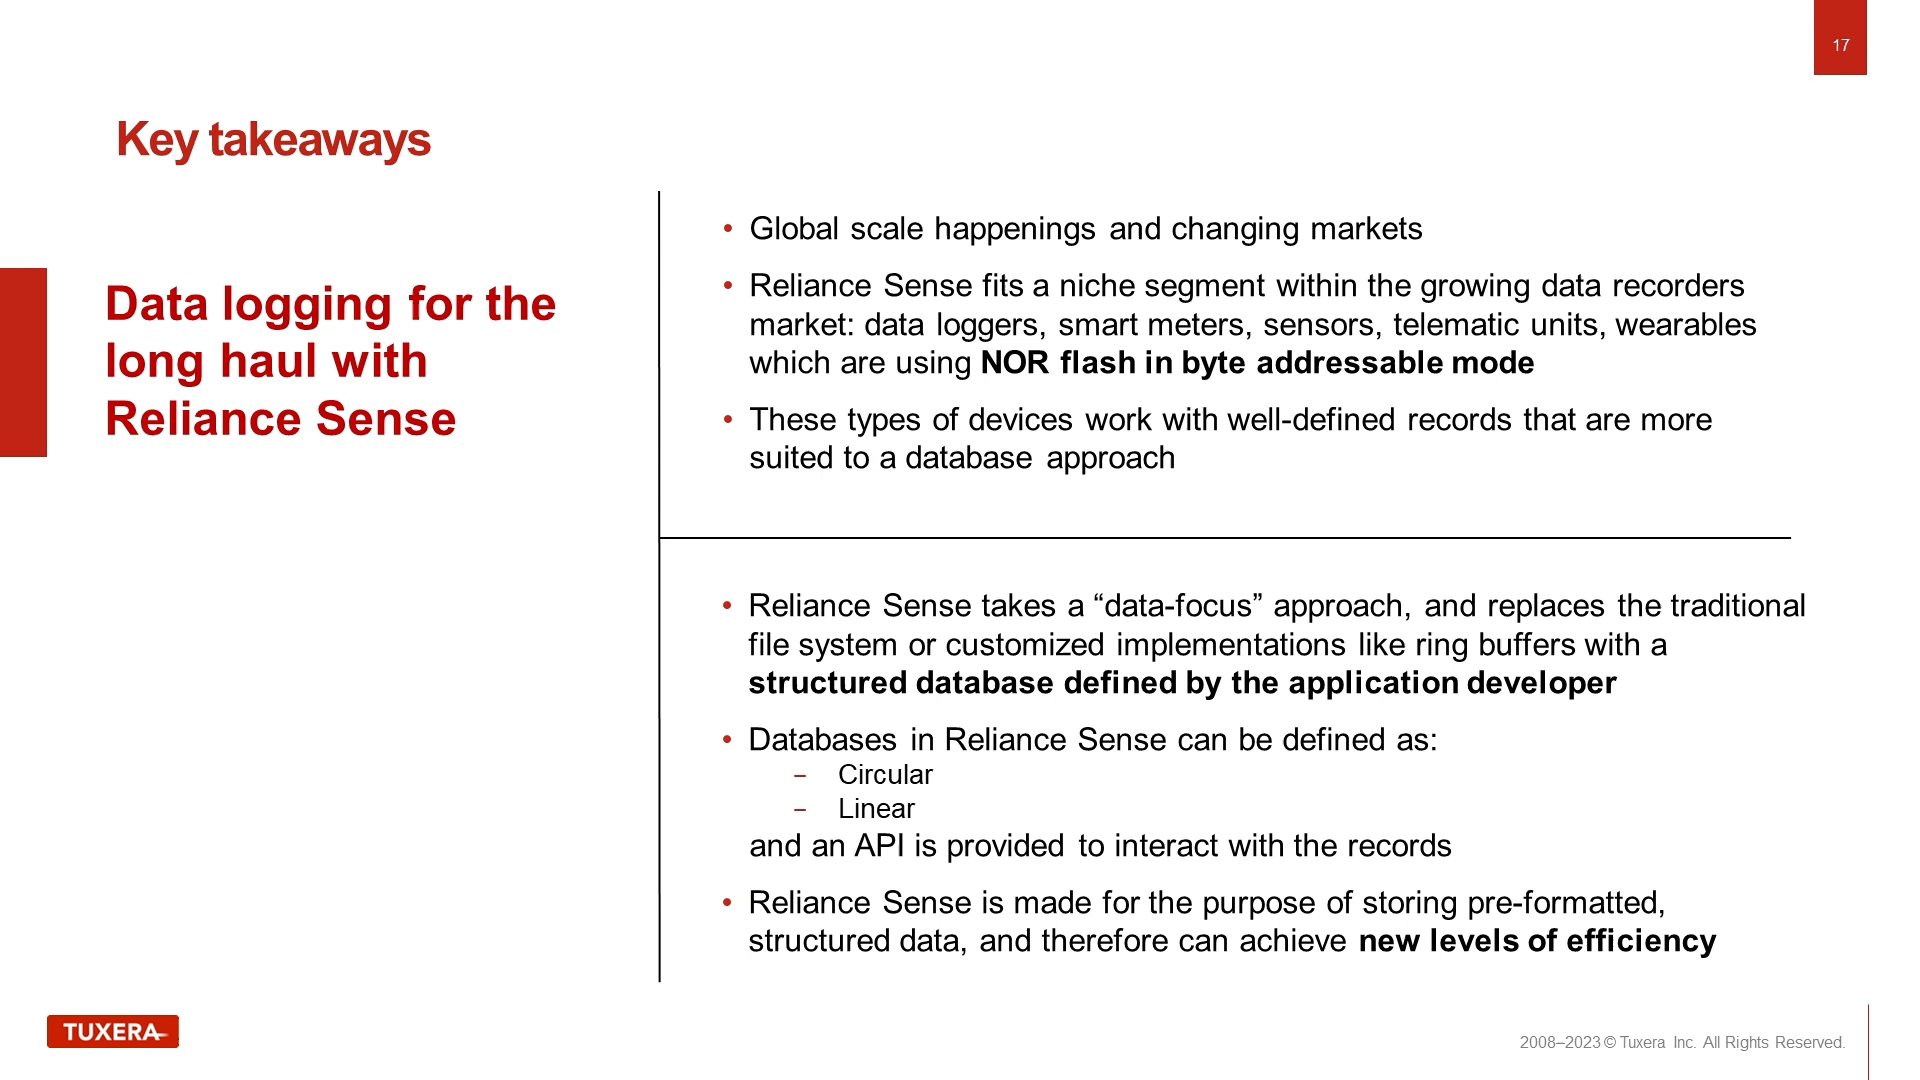 17
Key takeaways
Data logging for the
long haul with
Reliance Sense
• Global scale happenings and changing markets
• Reliance Sense fits a niche segment within the growing data recorders
market: data loggers, smart meters, sensors, telematic units, wearables
which are using NOR flash in byte addressable mode
• These types of devices work with well-defined records that are more
suited to a database approach
• Reliance Sense takes a “data-focus” approach, and replaces the traditional
file system or customized implementations like ring buffers with a
structured database defined by the application developer
• Databases in Reliance Sense can be defined as:
– Circular
– Linear
and an API is provided to interact with the records
• Reliance Sense is made for the purpose of storing pre-formatted,
structured data, and therefore can achieve new levels of efficiency
TUXERA
2008–2023 © Tuxera Inc. All Rights Reserved.